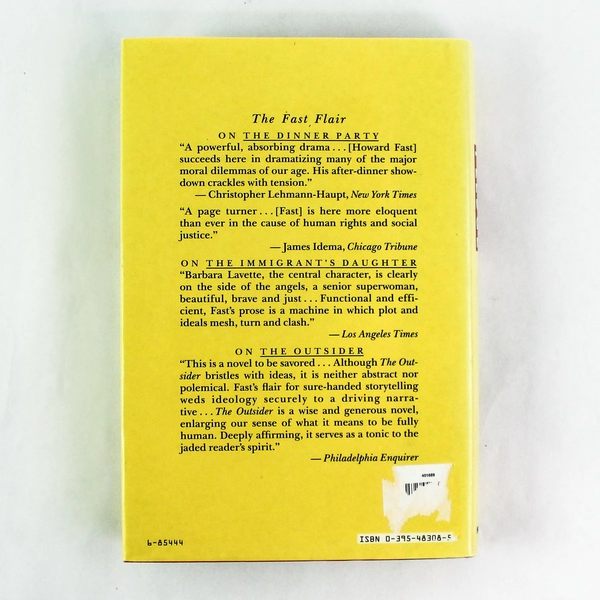 The Fast Flair
ON THE DINNER PARTY
“A powerful, absorbing drama . . . [Howard Fast]
succeeds here in dramatizing many of the major
moral dilemmas of our age. His after-dinner show-
down crackles with tension.”
— Christopher Lehmann-Haupt, New York Times
“A page turner . . . [Fast] is here more eloquent
than ever in the cause of human rights and social
justice.”
— James Idema, Chicago Tribune
ON THE IMMIGRANT'S DAUGHTER
“Barbara Lavette, the central character, is clearly
on the side of the angels, a senior superwoman,
beautiful, brave and just . . . Functional and effi-
cient, Fast's prose is a machine in which plot and
ideals mesh, turn and clash.”
— Los Angeles Times
ON THE OUTSIDER
“This is a novel to be savored . . . Although The Out-
sider bristles with ideas, it is neither abstract nor
polemical. Fast's flair for sure-handed storytelling
weds ideology securely to a driving narra-
tive . . . The Outsider is a wise and generous novel,
enlarging our sense of what it means to be fully
human. Deeply affirming, it serves as a tonic to the
jaded reader's spirit.”
— Philadelphia Enquirer
6-85444
ISBN 0-395-48308-5